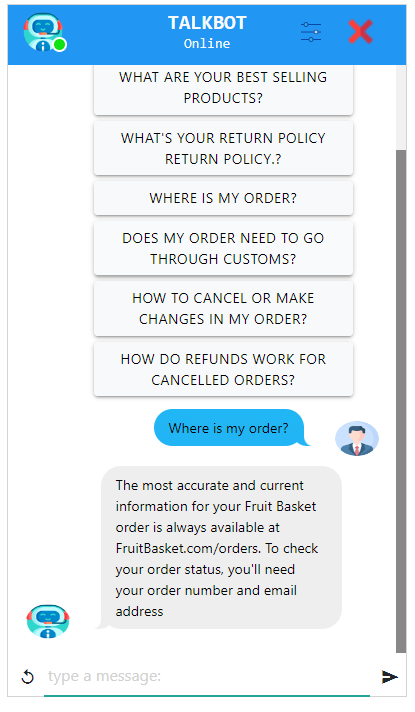 TALKBOT
Online
WHAT ARE YOUR BEST SELLING
PRODUCTS?
WHAT'S YOUR RETURN POLICY
RETURN POLICY.?
WHERE IS MY ORDER?
DOES MY ORDER NEED TO GO
THROUGH CUSTOMS?
HOW TO CANCEL OR MAKE
CHANGES IN MY ORDER?
HOW DO REFUNDS WORK FOR
CANCELLED ORDERS?
Where is my order?
The most accurate and current
information for your Fruit Basket
order is always available at
FruitBasket.com/orders. To check
your order status, you'll need
your order number and email
address
type a message: